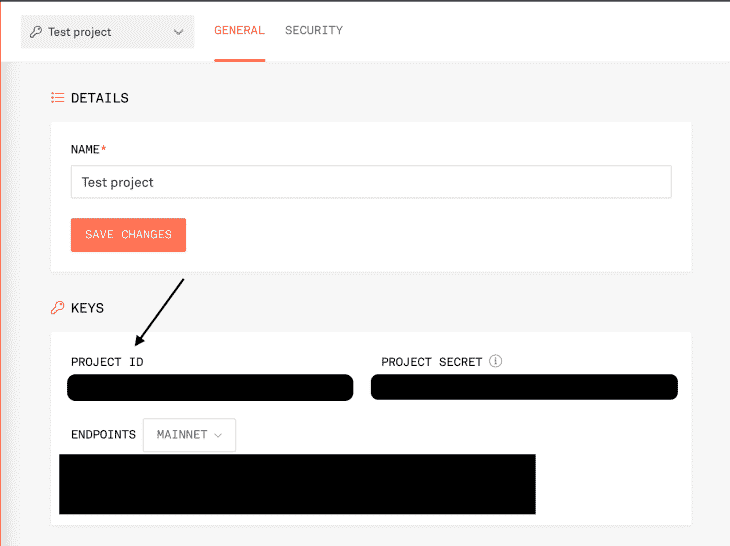 Test project GENERAL SECURITY
DETAILS
NAME*
Test project
SAVE CHANGES
KEYS
PROJECT ID PROJECT SECRET
ENDPOINTS MAINNET